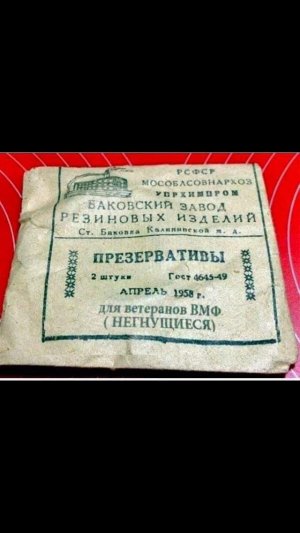 РСФСР
МОСОБЛСОВНАРХОЗ
УПРХИМПРОМ
БАКОВСКИЙ ЗАВОД
РЕЗИНОВЫХ ИЗДЕЛИЙ
Ст. Баковка Калининской ж. д.
ПРЕЗЕРВАТИВЫ
2 штуки Гост 4645-49
АПРЕЛЬ 1958 г.
для ветеранов ВМФ
( НЕГНУЩИЕСЯ)